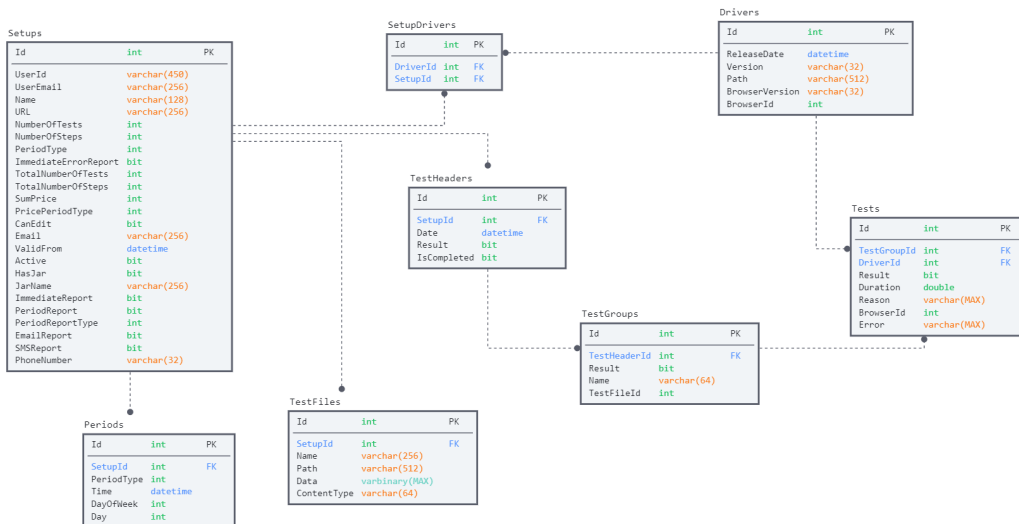 Setups
Id int PK
UserId varchar(450)
UserEmail varchar(256)
Name varchar(128)
URL varchar(256)
NumberOfTests int
NumberOfSteps int
PeriodType int
ImmediateErrorReport bit
TotalNumberOfTests int
TotalNumberOfSteps int
SumPrice int
PricePeriodType int
CanEdit bit
Email varchar(256)
ValidFrom datetime
Active bit
HasJar bit
JarName varchar(256)
ImmediateReport bit
PeriodReport bit
PeriodReportType int
EmailReport bit
SMSReport bit
PhoneNumber varchar(32)
SetupDrivers
Id int PK
DriverId int FK
SetupId int FK
Drivers
Id int PK
ReleaseDate datetime
Version varchar(32)
Path varchar(512)
BrowserVersion varchar(32)
BrowserId int
TestHeaders
Id int PK
SetupId int FK
Date datetime
Result bit
IsCompleted bit
Tests
Id int PK
TestGroupId int FK
DriverId int FK
Result bit
Duration double
Reason varchar(MAX)
BrowserId int
Error varchar(MAX)
TestGroups
Id int PK
TestHeaderId int FK
Result bit
Name varchar(64)
TestFileId int
TestFiles
Id int PK
SetupId int FK
Name varchar(256)
Path varchar(512)
Data varbinary(MAX)
ContentType varchar(64)
Periods
Id int PK
SetupId int FK
PeriodType int
Time datetime
DayOfWeek int
Day int